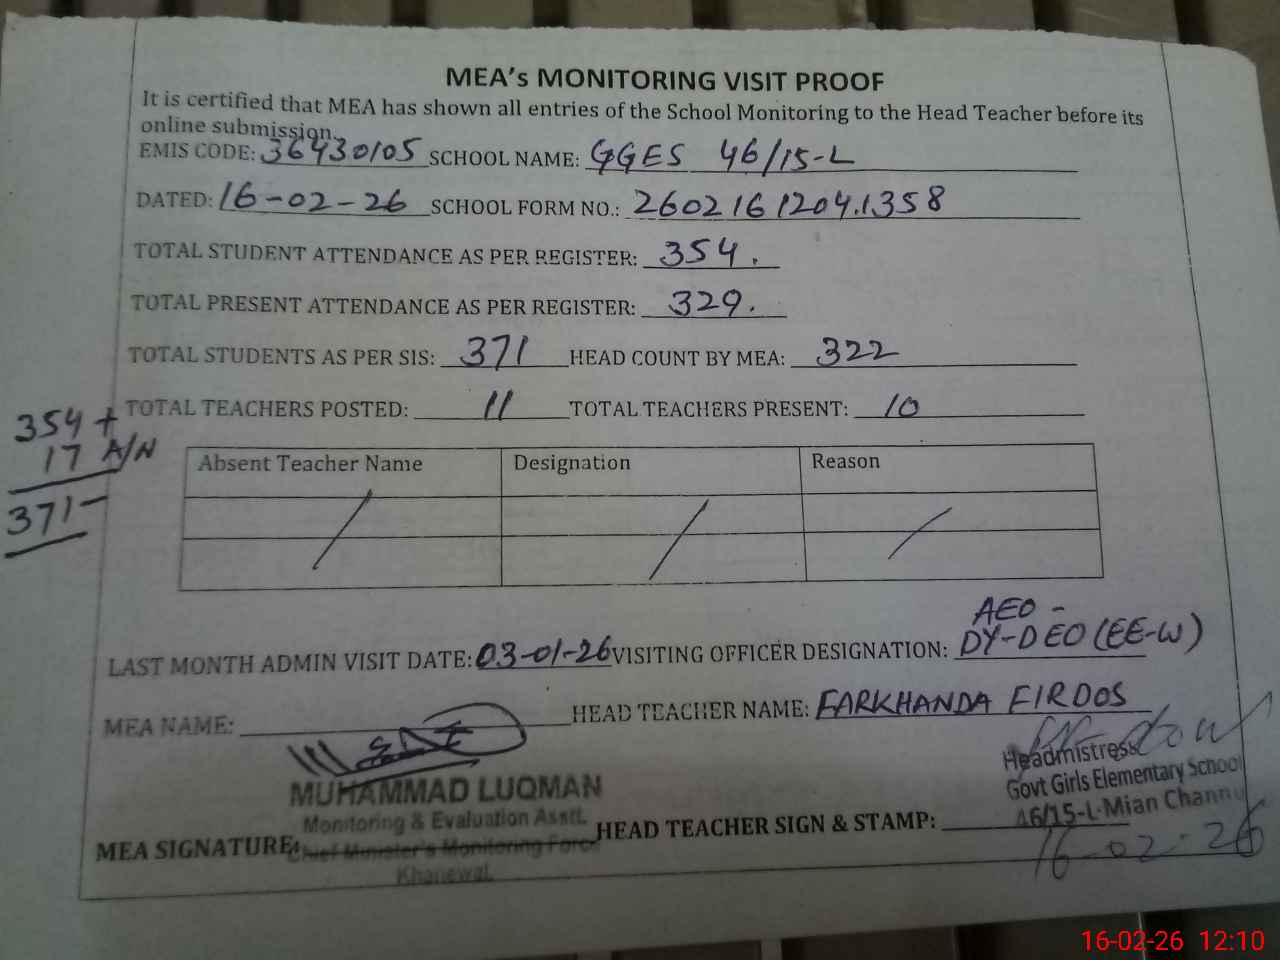 MEA's MONITORING VISIT PROOF
It is certified that MEA has shown all entries of the School Monitoring to the Head Teacher before its
online submission.
EMIS CODE: 36430105 SCHOOL NAME: GGES 46/15-L
DATED: 16-02-26 SCHOOL FORM NO.: 2602161204.1358
TOTAL STUDENT ATTENDANCE AS PER REGISTER: 354.
TOTAL PRESENT ATTENDANCE AS PER REGISTER: 329.
TOTAL STUDENTS AS PER SIS: 371 HEAD COUNT BY MEA: 322
TOTAL TEACHERS POSTED: 11 TOTAL TEACHERS PRESENT: 10
354 +
17 A/N
371-
Absent Teacher Name Designation Reason
AEO -
LAST MONTH ADMIN VISIT DATE: 03-01-26 VISITING OFFICER DESIGNATION: DY-DEO (EE-W)
MEA NAME: HEAD TEACHER NAME: FARKHANDA FIRDOS
MUHAMMAD LUQMAN
Monitoring & Evaluation Asstt.
Chief Minister's Monitoring Force
Khanewal.
MEA SIGNATURE: HEAD TEACHER SIGN & STAMP:
Headmistress
Govt Girls Elementary School
46/15-L-Mian Channu
16-02-26
16-02-26 12:10